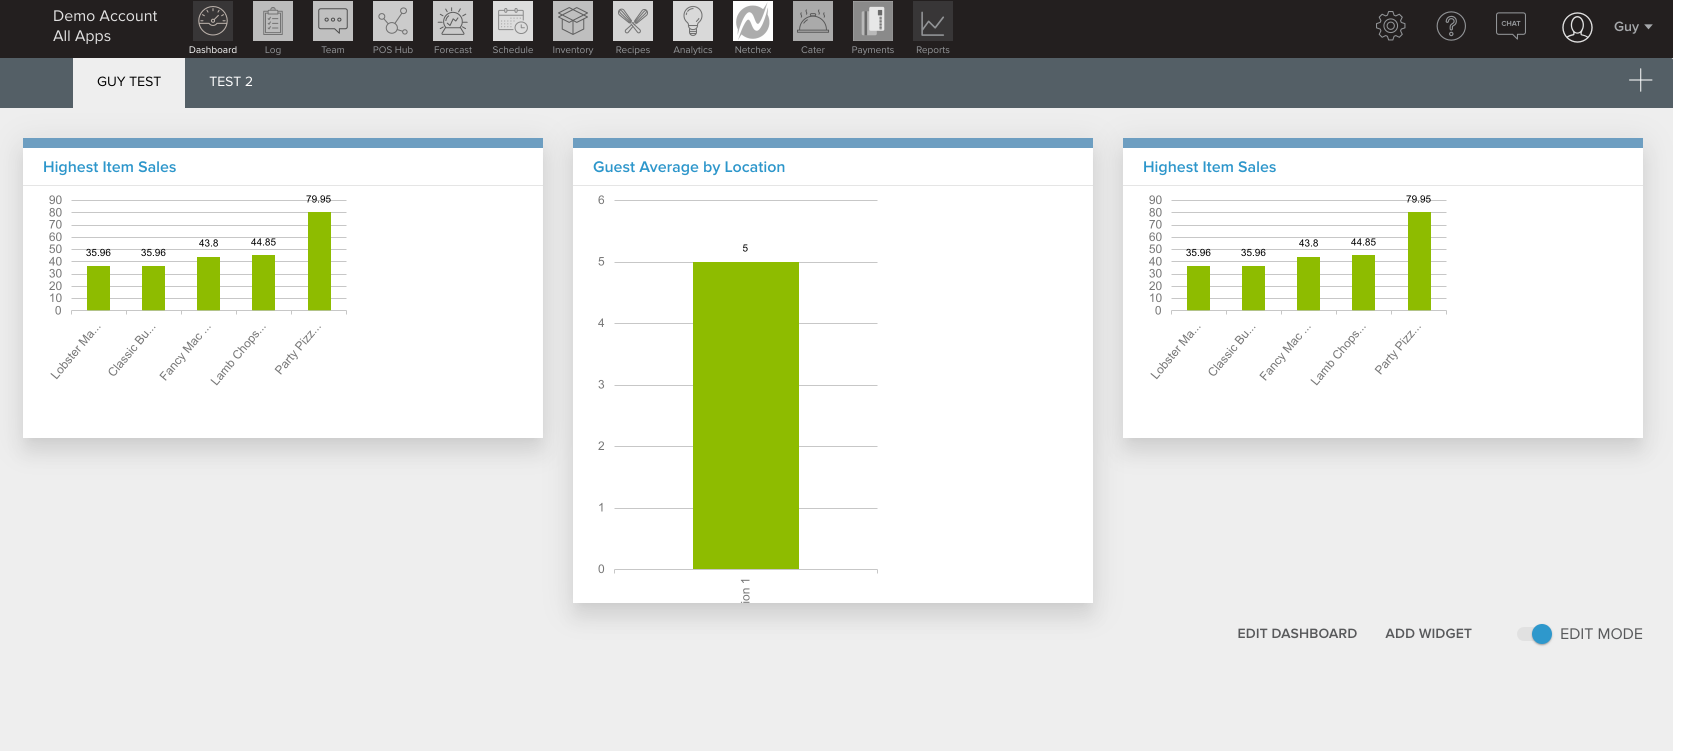 Demo Account
All Apps
Dashboard
Log
Team
POS Hub
Forecast
Schedule
Inventory
Recipes
Analytics
Netchex
Cater
Payments
Reports
CHAT
Guy
GUY TEST
TEST 2
Highest Item Sales
90
80
70
60
50
40
30
20
10
0
35.96
35.96
43.8
44.85
79.95
Lobster Ma...
Classic Bu...
Fancy Mac ...
Lamb Chops...
Party Pizz...
Guest Average by Location
6
5
4
3
2
1
0
5
ion 1
Highest Item Sales
90
80
70
60
50
40
30
20
10
0
35.96
35.96
43.8
44.85
79.95
Lobster Ma...
Classic Bu...
Fancy Mac ...
Lamb Chops...
Party Pizz...
EDIT DASHBOARD
ADD WIDGET
EDIT MODE